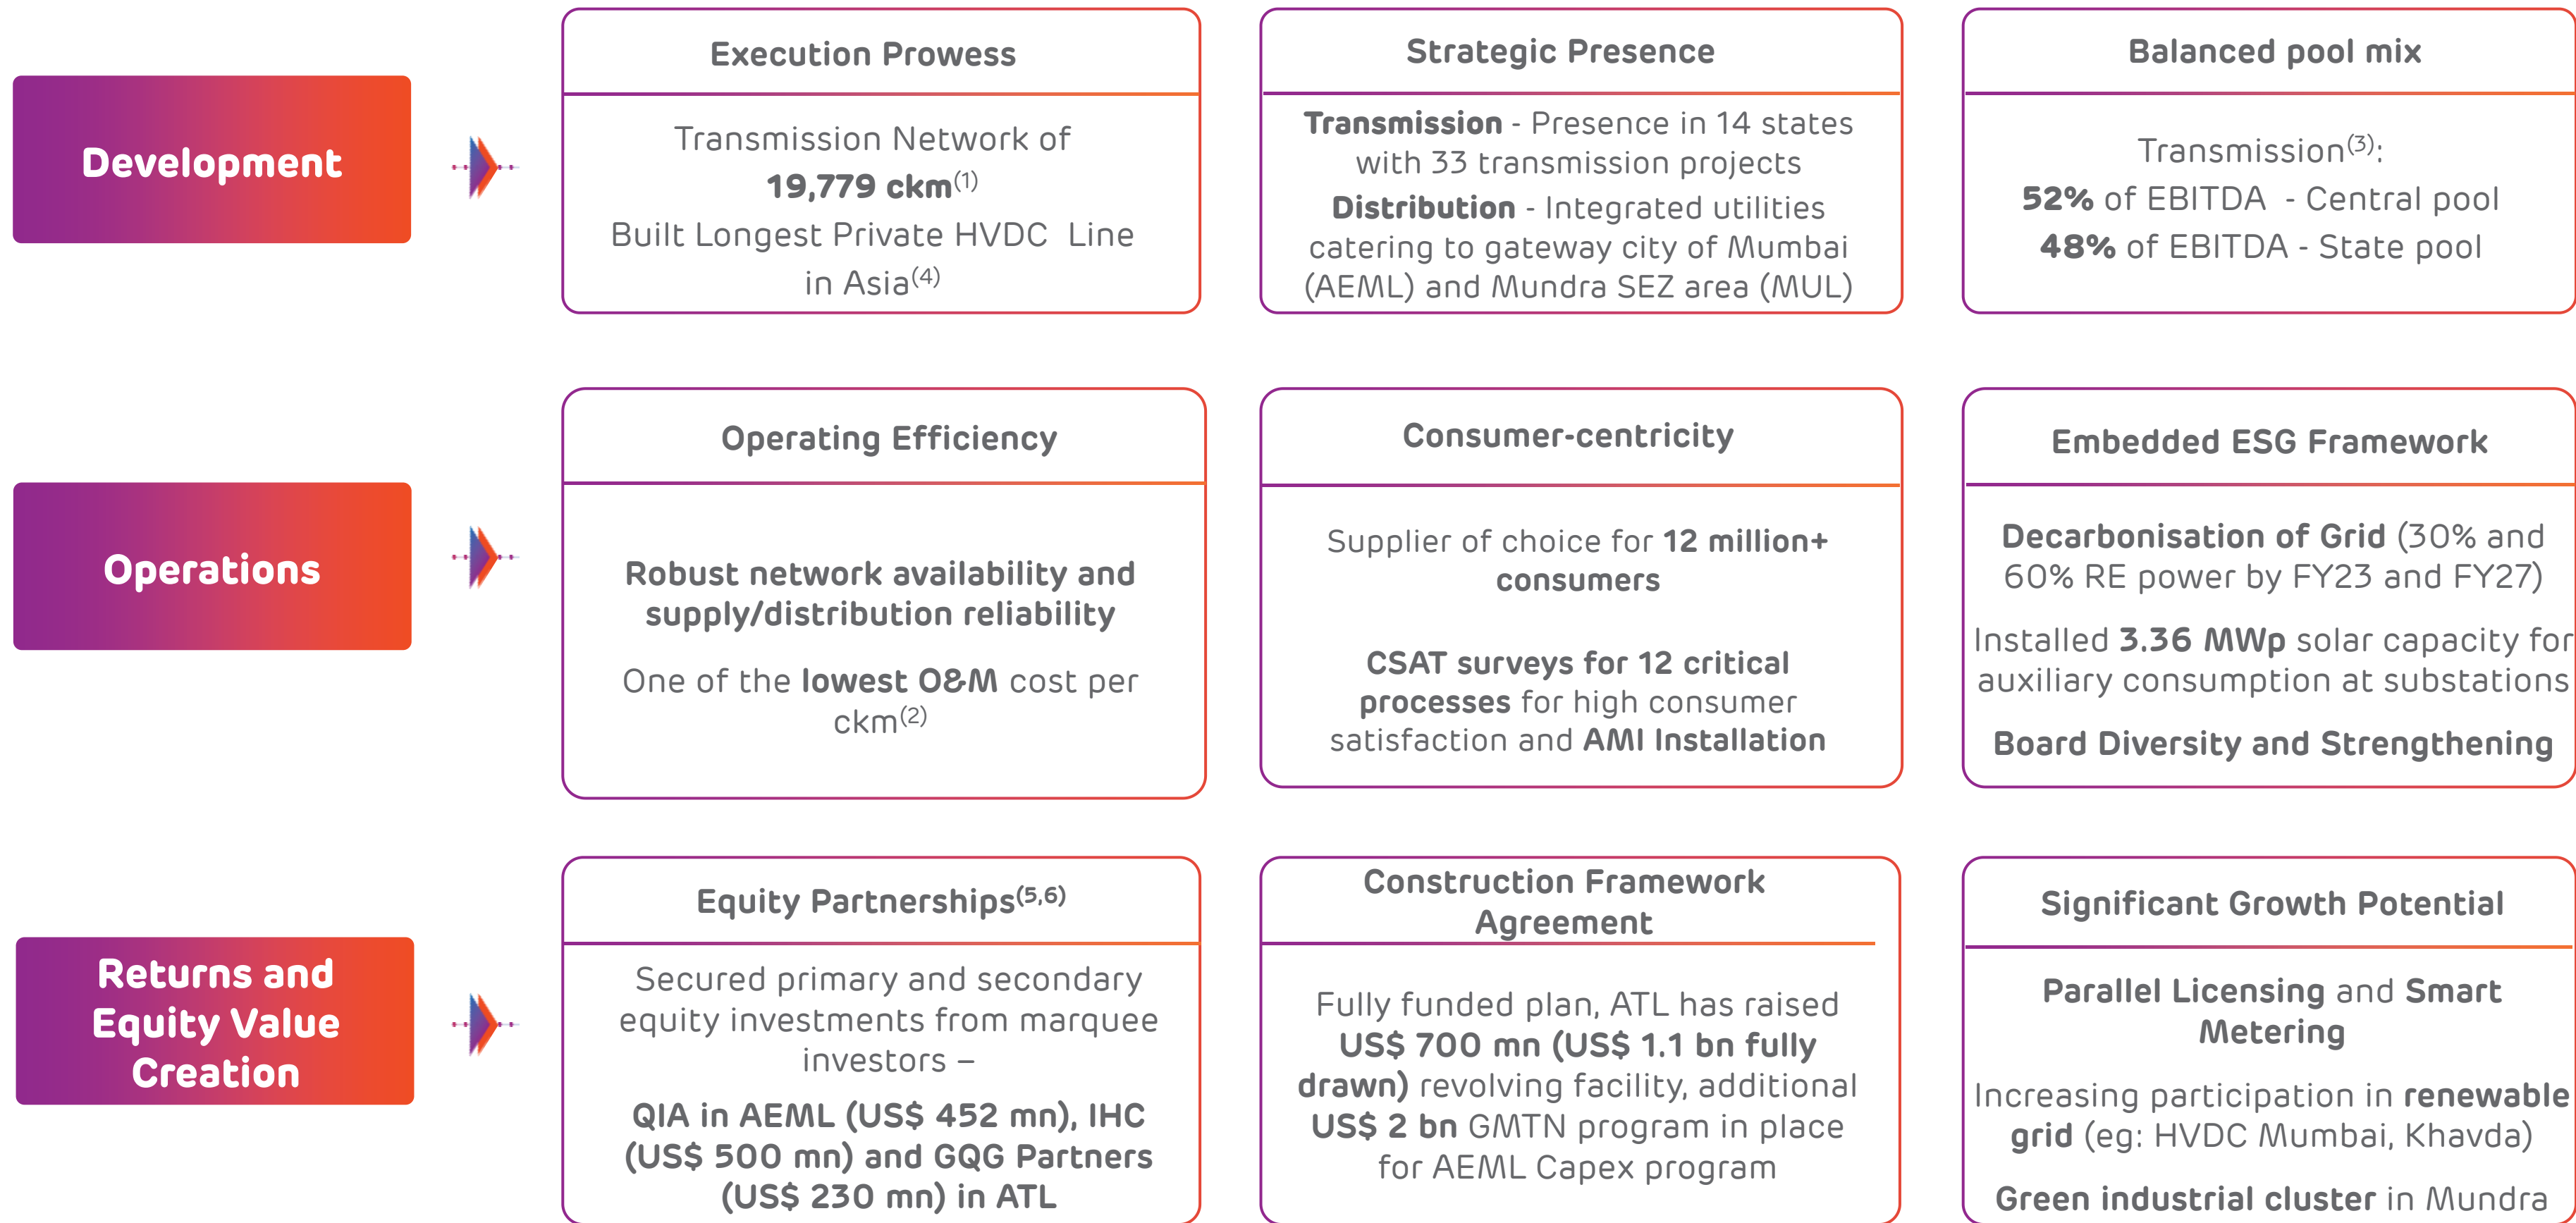 Development
Execution Prowess
Transmission Network of
19,779 ckm(1)
Built Longest Private HVDC Line
in Asia(4)
Strategic Presence
Transmission - Presence in 14 states
with 33 transmission projects
Distribution - Integrated utilities
catering to gateway city of Mumbai
(AEML) and Mundra SEZ area (MUL)
Balanced pool mix
Transmission(3):
52% of EBITDA - Central pool
48% of EBITDA - State pool
Operations
Operating Efficiency
Robust network availability and
supply/distribution reliability
One of the lowest O&M cost per
ckm(2)
Consumer-centricity
Supplier of choice for 12 million+
consumers
CSAT surveys for 12 critical
processes for high consumer
satisfaction and AMI Installation
Embedded ESG Framework
Decarbonisation of Grid (30% and
60% RE power by FY23 and FY27)
Installed 3.36 MWp solar capacity for
auxiliary consumption at substations
Board Diversity and Strengthening
Returns and
Equity Value
Creation
Equity Partnerships(5,6)
Secured primary and secondary
equity investments from marquee
investors –
QIA in AEML (US$ 452 mn), IHC
(US$ 500 mn) and GQG Partners
(US$ 230 mn) in ATL
Construction Framework
Agreement
Fully funded plan, ATL has raised
US$ 700 mn (US$ 1.1 bn fully
drawn) revolving facility, additional
US$ 2 bn GMTN program in place
for AEML Capex program
Significant Growth Potential
Parallel Licensing and Smart
Metering
Increasing participation in renewable
grid (eg: HVDC Mumbai, Khavda)
Green industrial cluster in Mundra